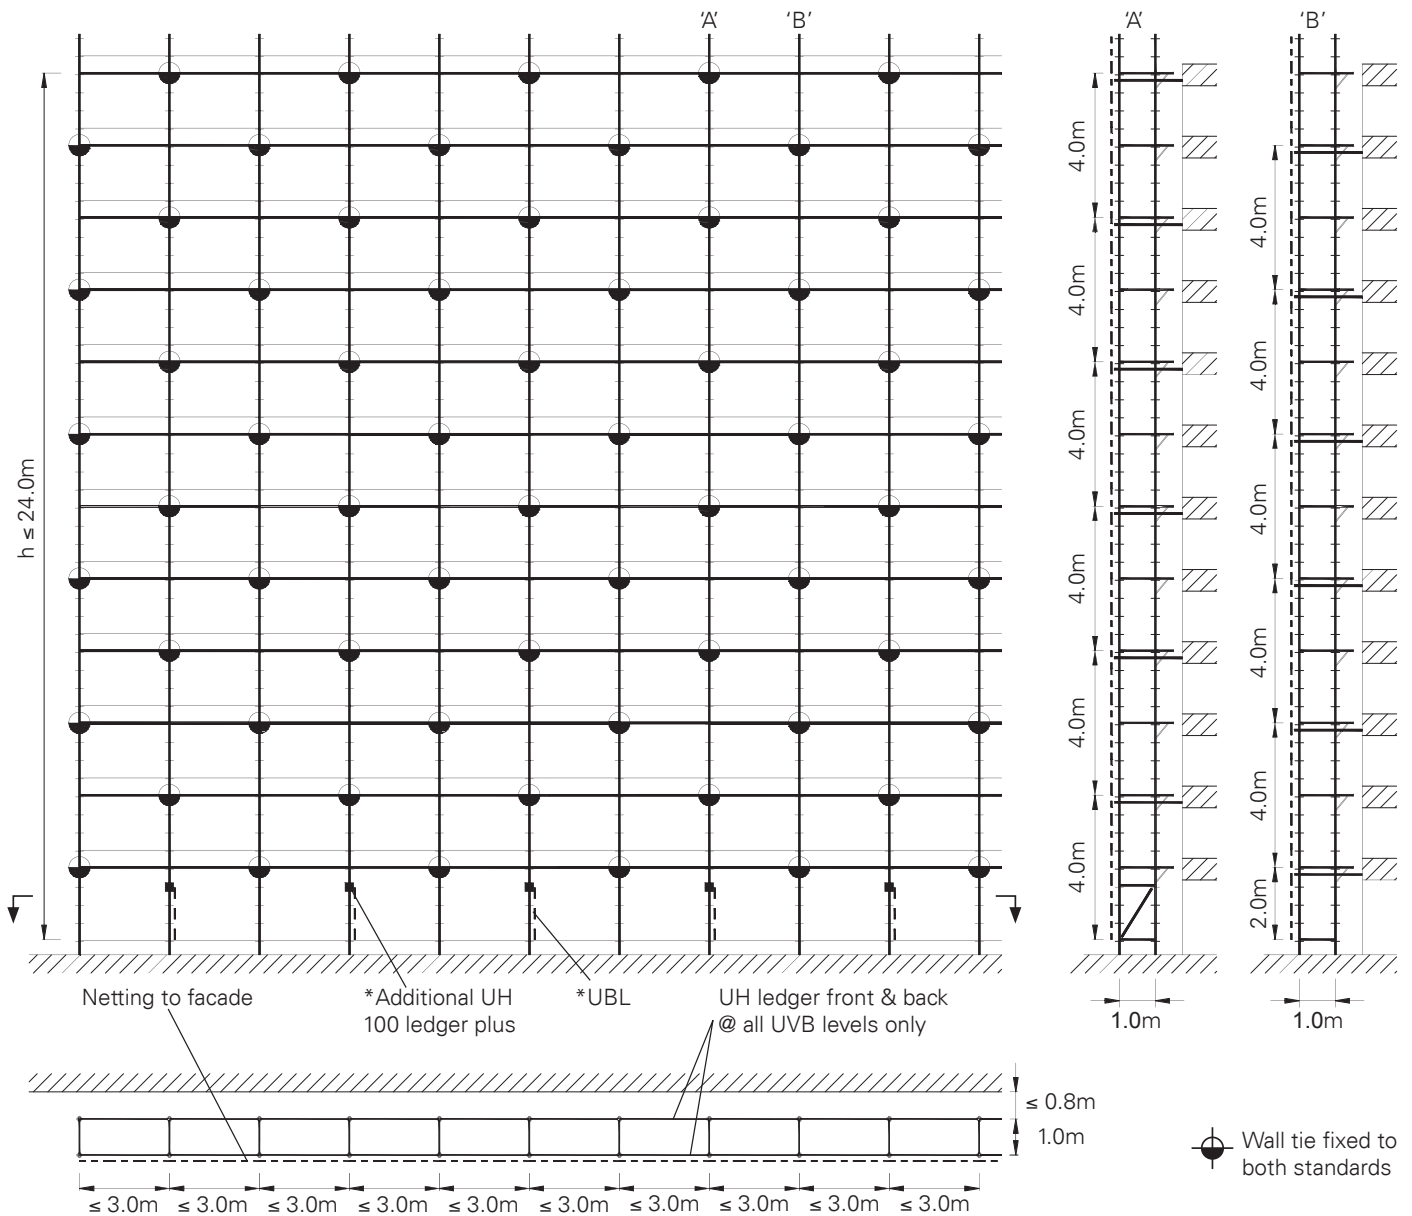 ‘A’
‘B’
‘A’
‘B’
h ≤ 24.0m
4.0m
4.0m
4.0m
4.0m
4.0m
4.0m
4.0m
4.0m
4.0m
4.0m
4.0m
2.0m
Netting to facade
*Additional UH
100 ledger plus
*UBL
UH ledger front & back
@ all UVB levels only
1.0m
1.0m
≤ 0.8m
1.0m
Wall tie fixed to
both standards
≤ 3.0m
≤ 3.0m
≤ 3.0m
≤ 3.0m
≤ 3.0m
≤ 3.0m
≤ 3.0m
≤ 3.0m
≤ 3.0m
≤ 3.0m